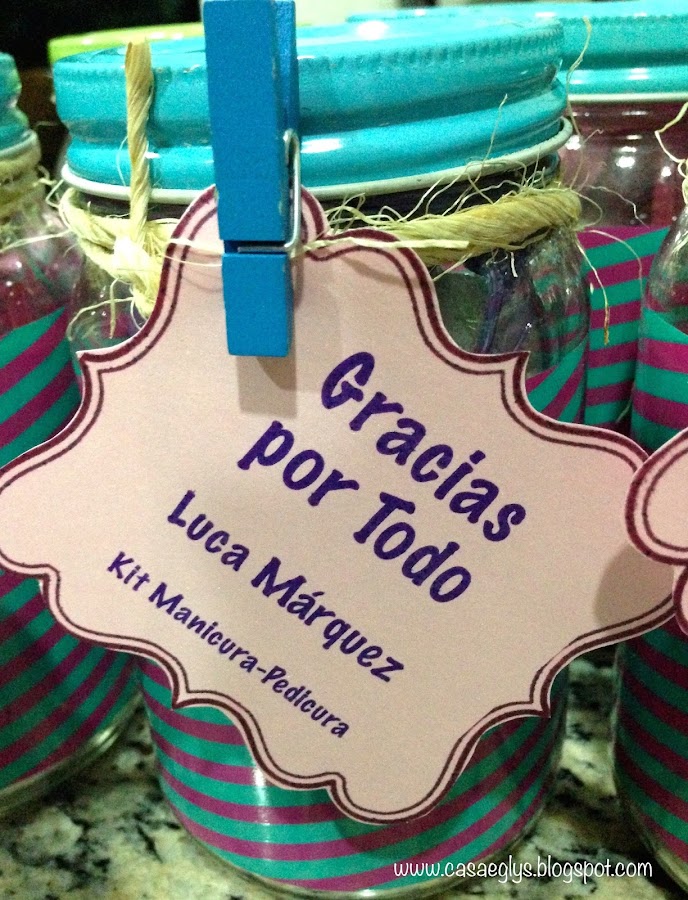 Gracias
por Todo
Luca Márquez
Kit Manicura-Pedicura
www.casaeglys.blogspot.com